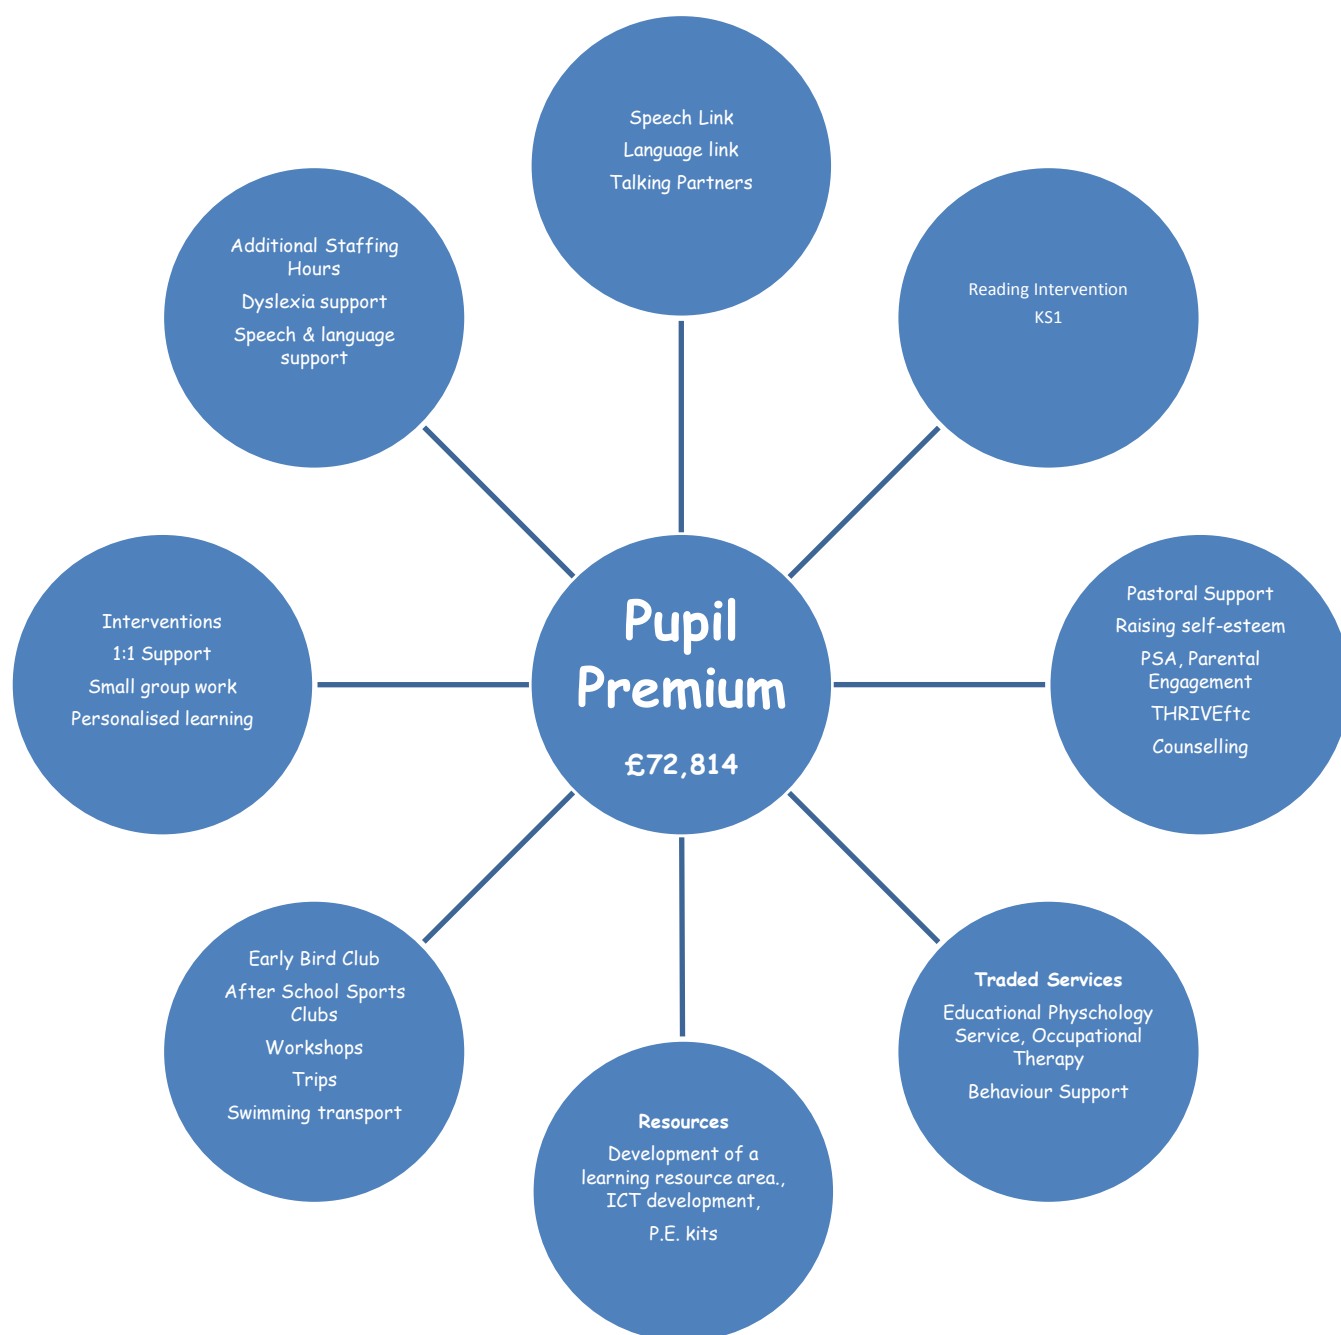 Speech Link
Language link
Talking Partners
Reading Intervention
KS1
Pastoral Support
Raising self-esteem
PSA, Parental
Engagement
THRIVEftc
Counselling
Traded Services
Educational Physchology
Service, Occupational
Therapy
Behaviour Support
Resources
Development of a
learning resource area.,
ICT development,
P.E. kits
Early Bird Club
After School Sports
Clubs
Workshops
Trips
Swimming transport
Interventions
1:1 Support
Small group work
Personalised learning
Additional Staffing
Hours
Dyslexia support
Speech & language
support
Pupil
Premium
£72,814